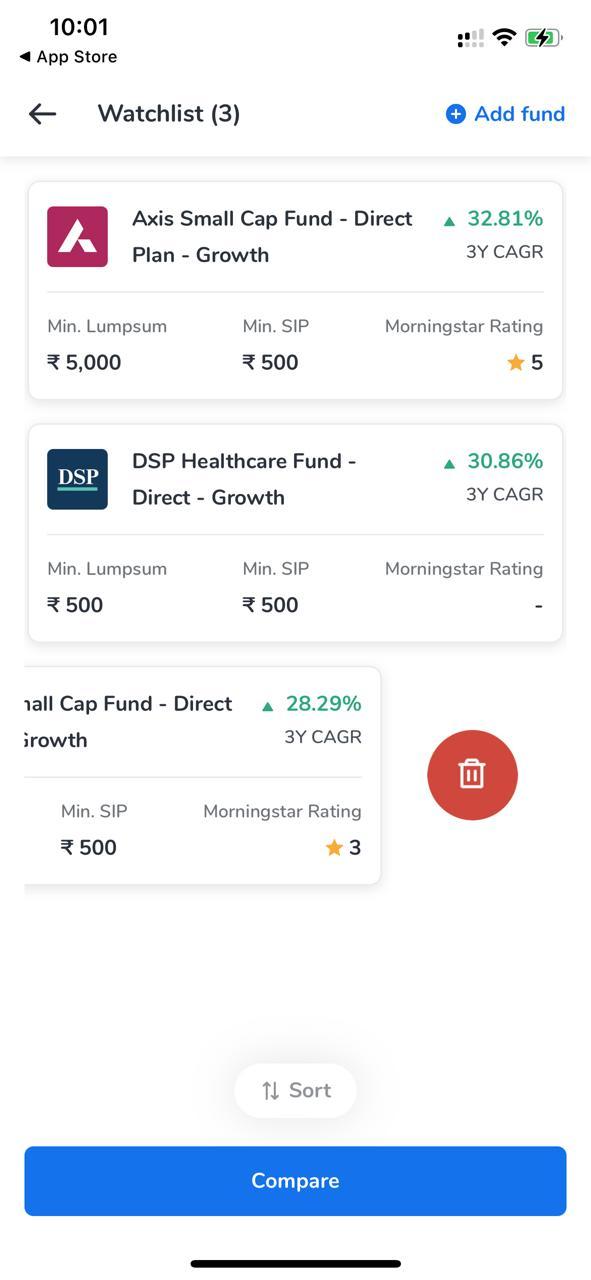 10:01
◀ App Store
Watchlist (3)
Add fund
Axis Small Cap Fund - Direct
Plan - Growth
▲ 32.81%
3Y CAGR
Min. Lumpsum
Min. SIP
Morningstar Rating
₹ 5,000
₹ 500
5
DSP
DSP Healthcare Fund -
Direct - Growth
▲ 30.86%
3Y CAGR
Min. Lumpsum
Min. SIP
Morningstar Rating
₹ 500
₹ 500
-
Cap Fund - Direct
▲ 28.29%
3Y CAGR
Min. SIP
Morningstar Rating
₹ 500
3
Sort
Compare